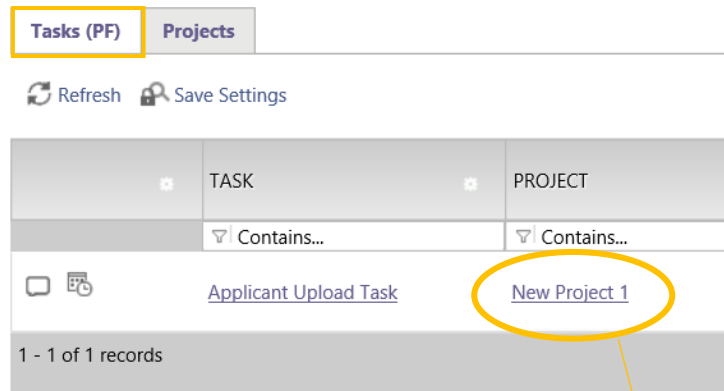 Tasks (PF) Projects
Refresh Save Settings
TASK PROJECT
Contains... Contains...
Applicant Upload Task New Project 1
1 - 1 of 1 records